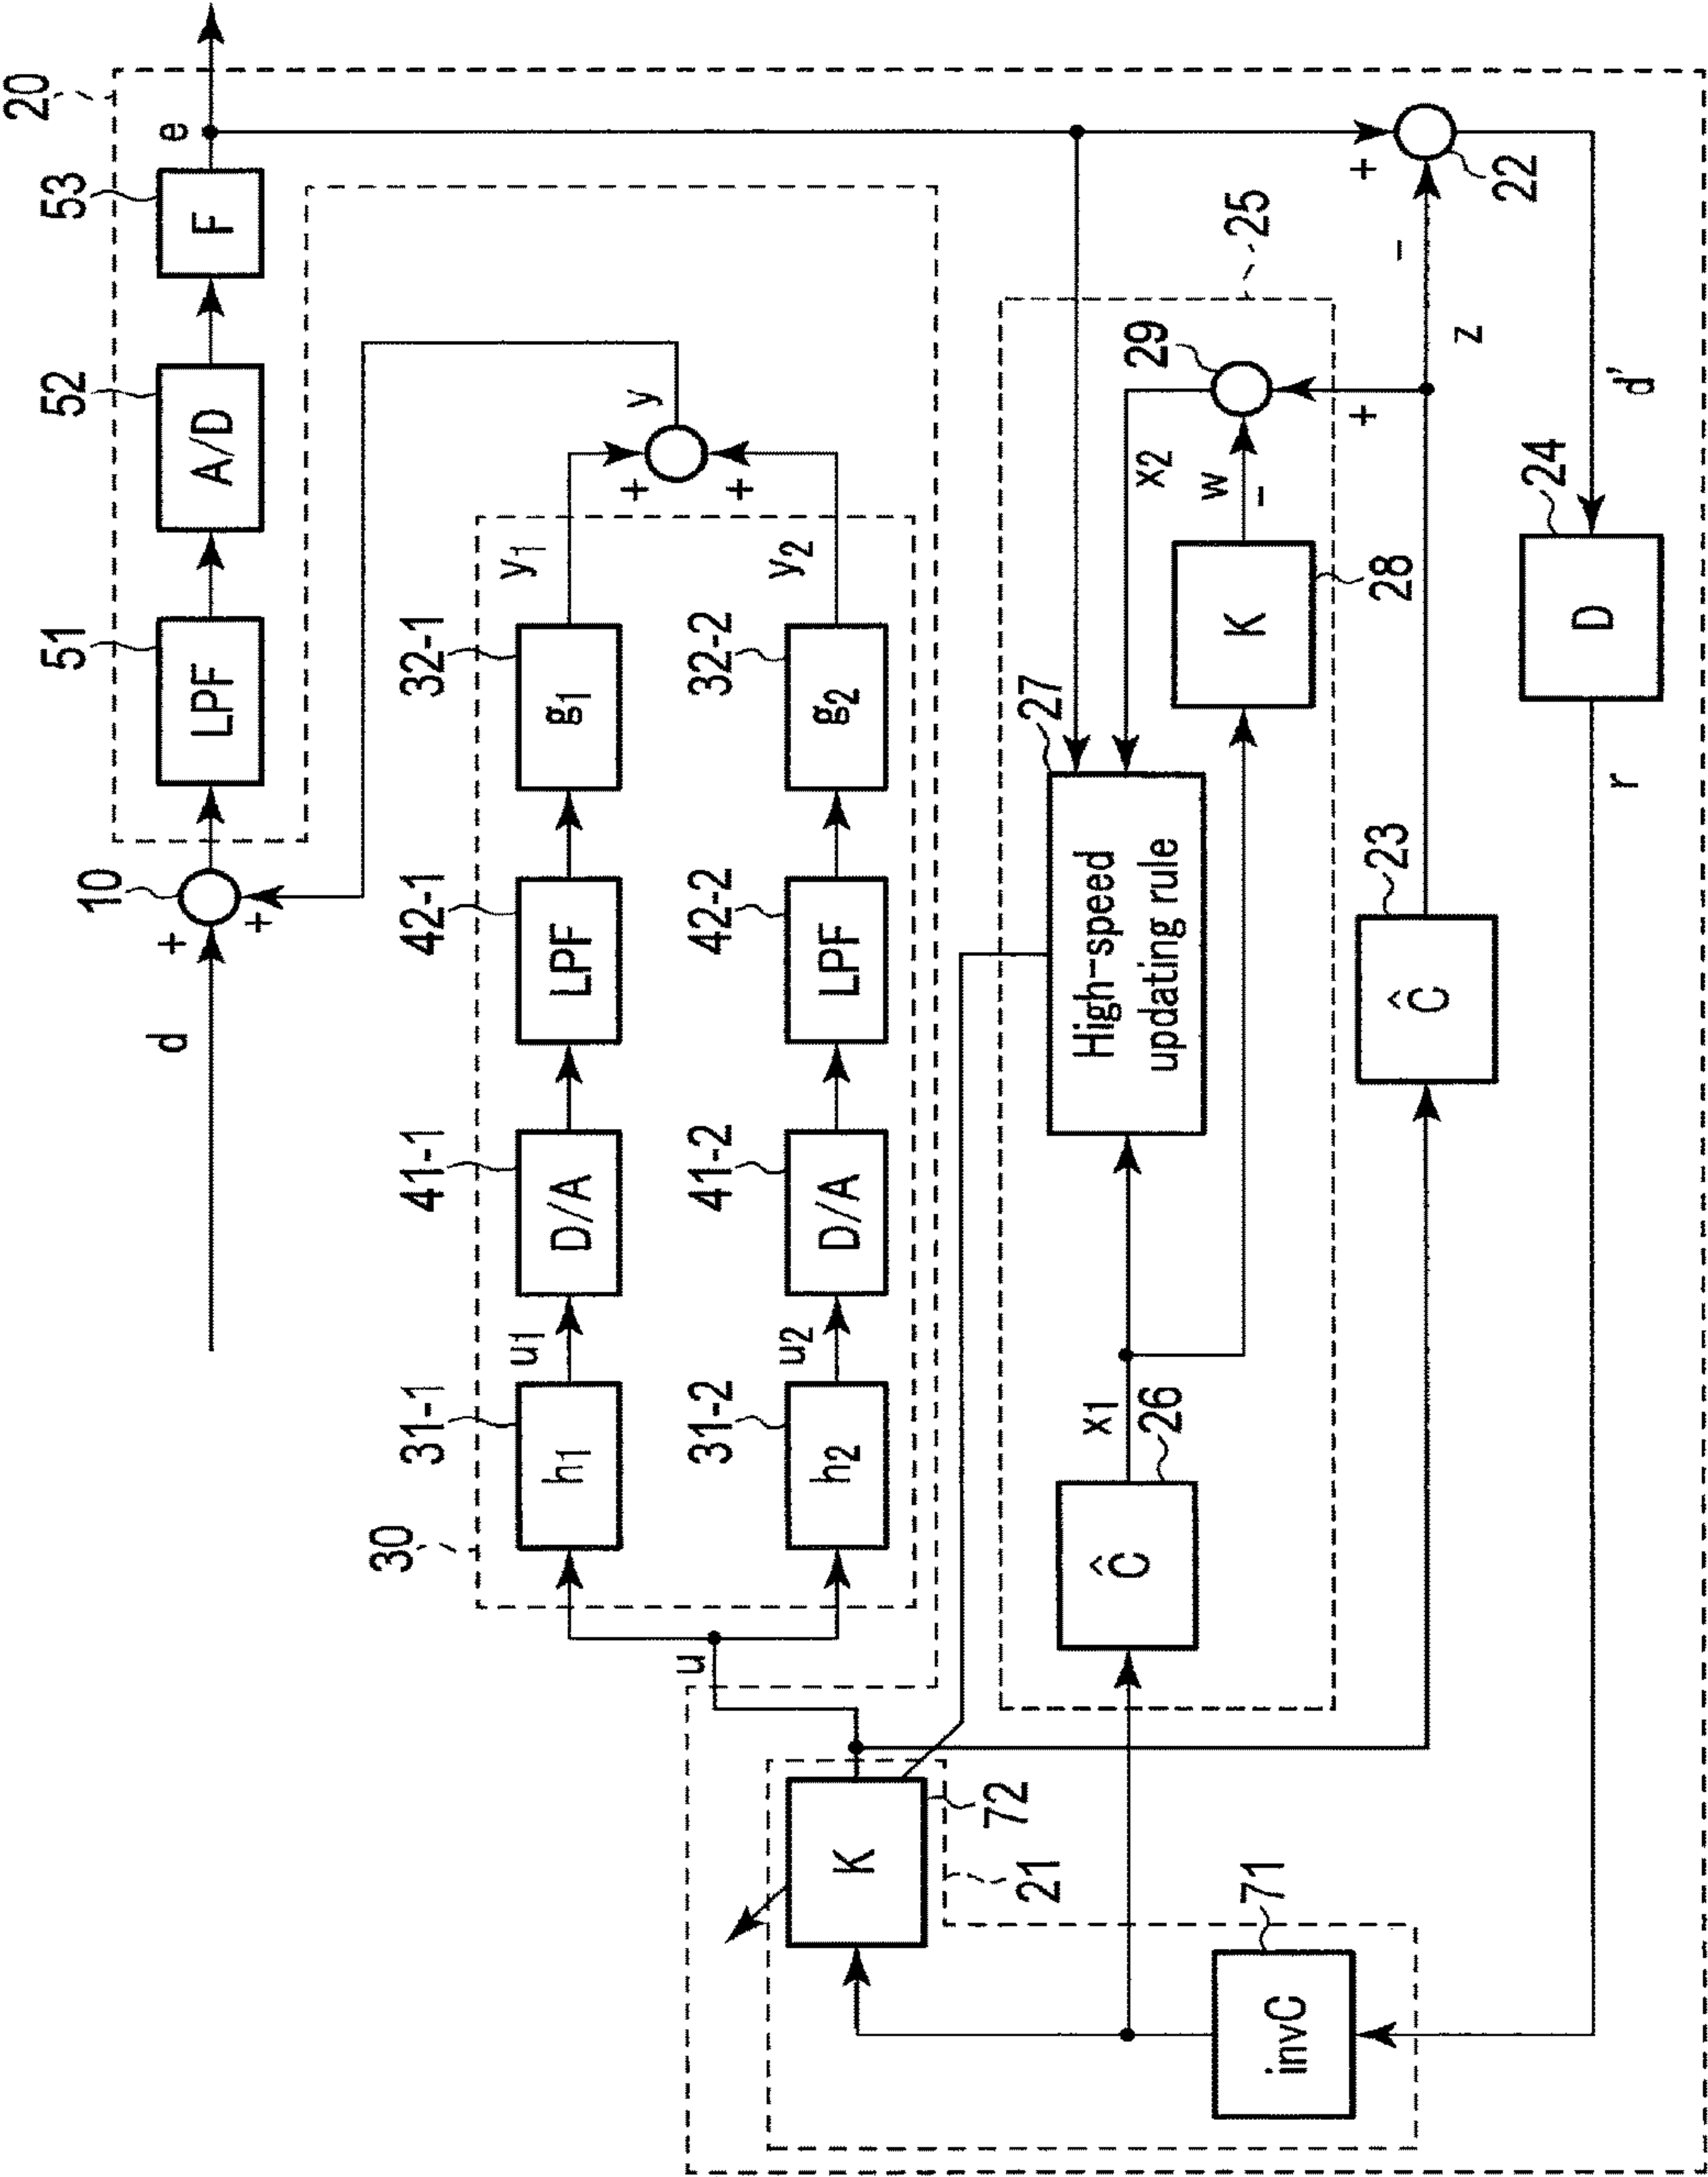 20
53
52
51
10
e
F
A/D
LPF
+
+
d
y
+
+
30
y1
32-1
42-1
41-1
31-1
g1
LPF
D/A
u1
h1
y2
32-2
42-2
41-2
31-2
g2
LPF
D/A
u2
h2
u
K
72
21
25
29
x2
w
-
K
28
27
High-speed
updating rule
x1
26
Ĉ
+
-
+
22
z
23
Ĉ
d'
24
D
r
71
invC